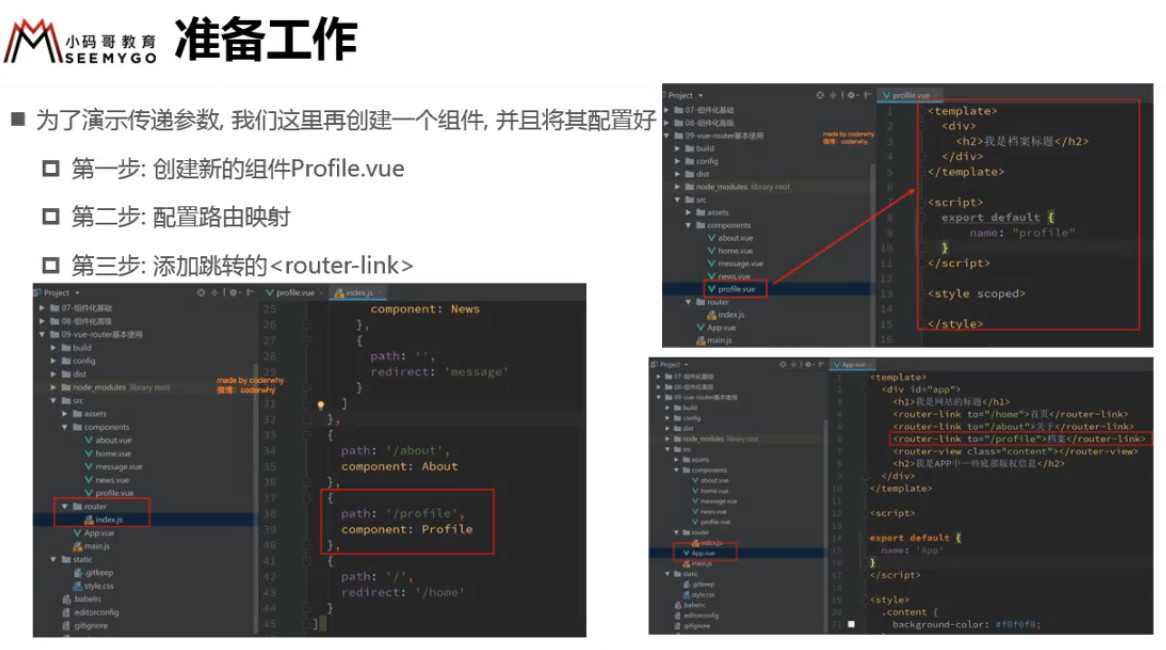 小码哥教育
SEEMYGO
准备工作
为了演示传递参数, 我们这里再创建一个组件, 并且将其配置好
第一步: 创建新的组件Profile.vue
第二步: 配置路由映射
第三步: 添加跳转的<router-link>
Project
07-组件化基础
08-组件化高级
09-vue-router基本使用
build
config
dist
node_modules library root
src
assets
components
about.vue
home.vue
message.vue
news.vue
profile.vue
router
index.js
App.vue
main.js
made by coderwhy
微博: coderwhy
profile.vue
1
2
3
4
5
6
7
8
9
10
11
12
13
14
15
<template>
<div>
<h2>我是档案标题</h2>
</div>
</template>
<script>
export default {
name: "profile"
}
</script>
<style scoped>
</style>
Project
07-组件化基础
08-组件化高级
09-vue-router基本使用
build
config
dist
node_modules library root
src
assets
components
about.vue
home.vue
message.vue
news.vue
profile.vue
router
index.js
App.vue
main.js
static
.gitkeep
style.css
.babelrc
.editorconfig
.gitignore
made by coderwhy
微博: coderwhy
profile.vue
index.js
25 component: News
26 },
27 {
28 path: '',
29 redirect: 'message'
30 }
31 ]
32 },
33 {
34 path: '/about',
35 component: About
36 },
37 {
38 path: '/profile',
39 component: Profile
40 },
41 {
42 path: '/',
43 redirect: '/home'
44 }
45 ]
Project
07-组件化基础
08-组件化高级
09-vue-router基本使用
build
config
dist
node_modules library root
src
assets
components
about.vue
home.vue
message.vue
news.vue
profile.vue
router
index.js
App.vue
main.js
static
.gitkeep
style.css
.babelrc
.editorconfig
.gitignore
App.vue
<template>
<div id="app">
<h1>我是网站的标题</h1>
<router-link to="/home">首页</router-link>
<router-link to="/about">关于</router-link>
<router-link to="/profile">档案</router-link>
<router-view class="content"></router-view>
<h2>我是APP中一些底部版权信息</h2>
</div>
</template>
<script>
export default {
name: 'App'
}
</script>
<style>
.content {
background-color: #f0f0f0;